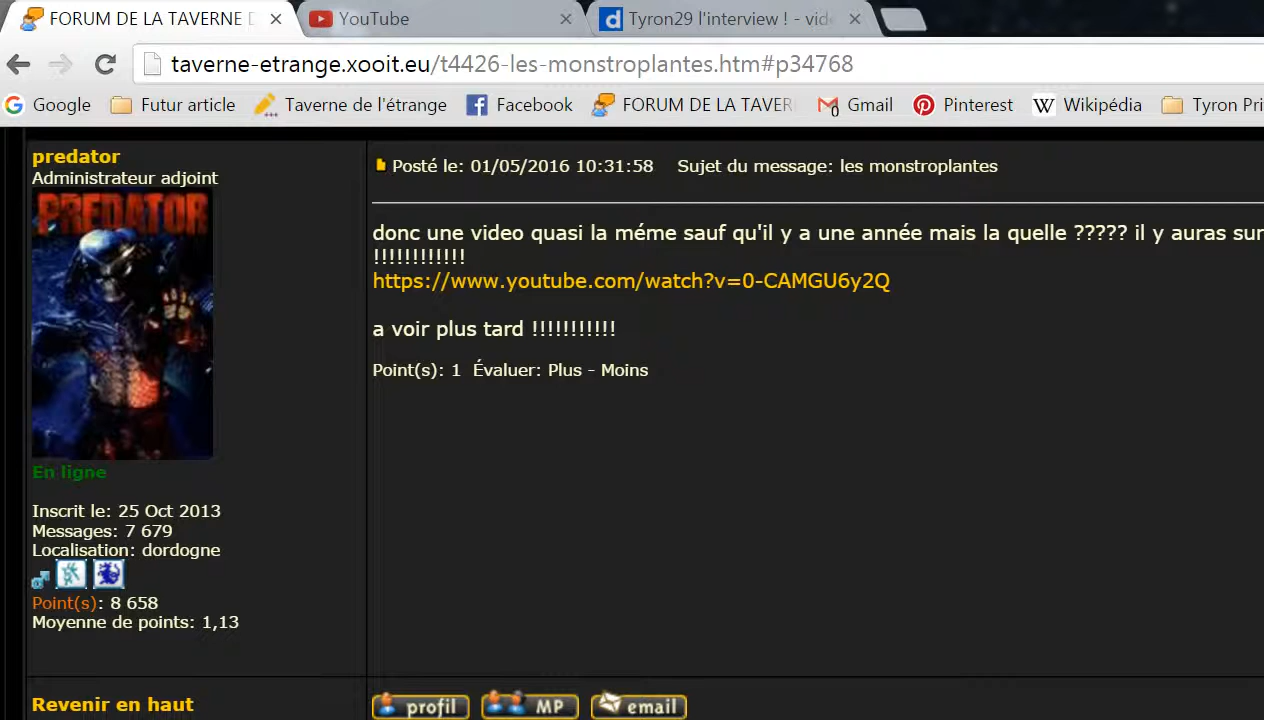 FORUM DE LA TAVERNE D
YouTube
Tyron29 l'interview ! - vid
taverne-etrange.xooit.eu/t4426-les-monstroplantes.htm#p34768
Google Futur article Taverne de l'étrange Facebook FORUM DE LA TAVER Gmail Pinterest W Wikipédia Tyron Pri
predator
Administrateur adjoint
PREDATOR
En ligne
Inscrit le: 25 Oct 2013
Messages: 7 679
Localisation: dordogne
Point(s): 8 658
Moyenne de points: 1,13
Revenir en haut
Posté le: 01/05/2016 10:31:58 Sujet du message: les monstroplantes
donc une video quasi la méme sauf qu'il y a une année mais la quelle ????? il y auras sur
!!!!!!!!!!!!
https://www.youtube.com/watch?v=0-CAMGU6y2Q
a voir plus tard !!!!!!!!!!!
Point(s): 1 Évaluer: Plus - Moins
profil MP email